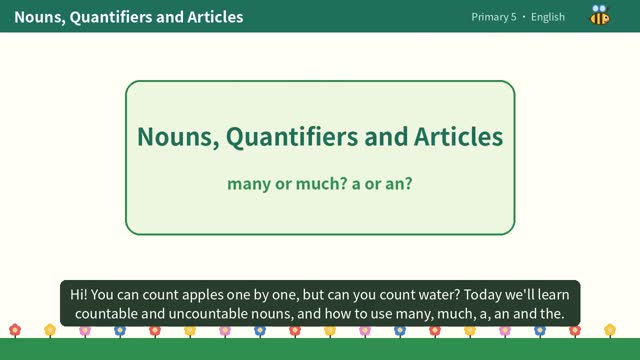 Nouns, Quantifiers and Articles
Primary 5 · English
Nouns, Quantifiers and Articles
many or much? a or an?
Hi! You can count apples one by one, but can you count water? Today we'll learn
countable and uncountable nouns, and how to use many, much, a, an and the.